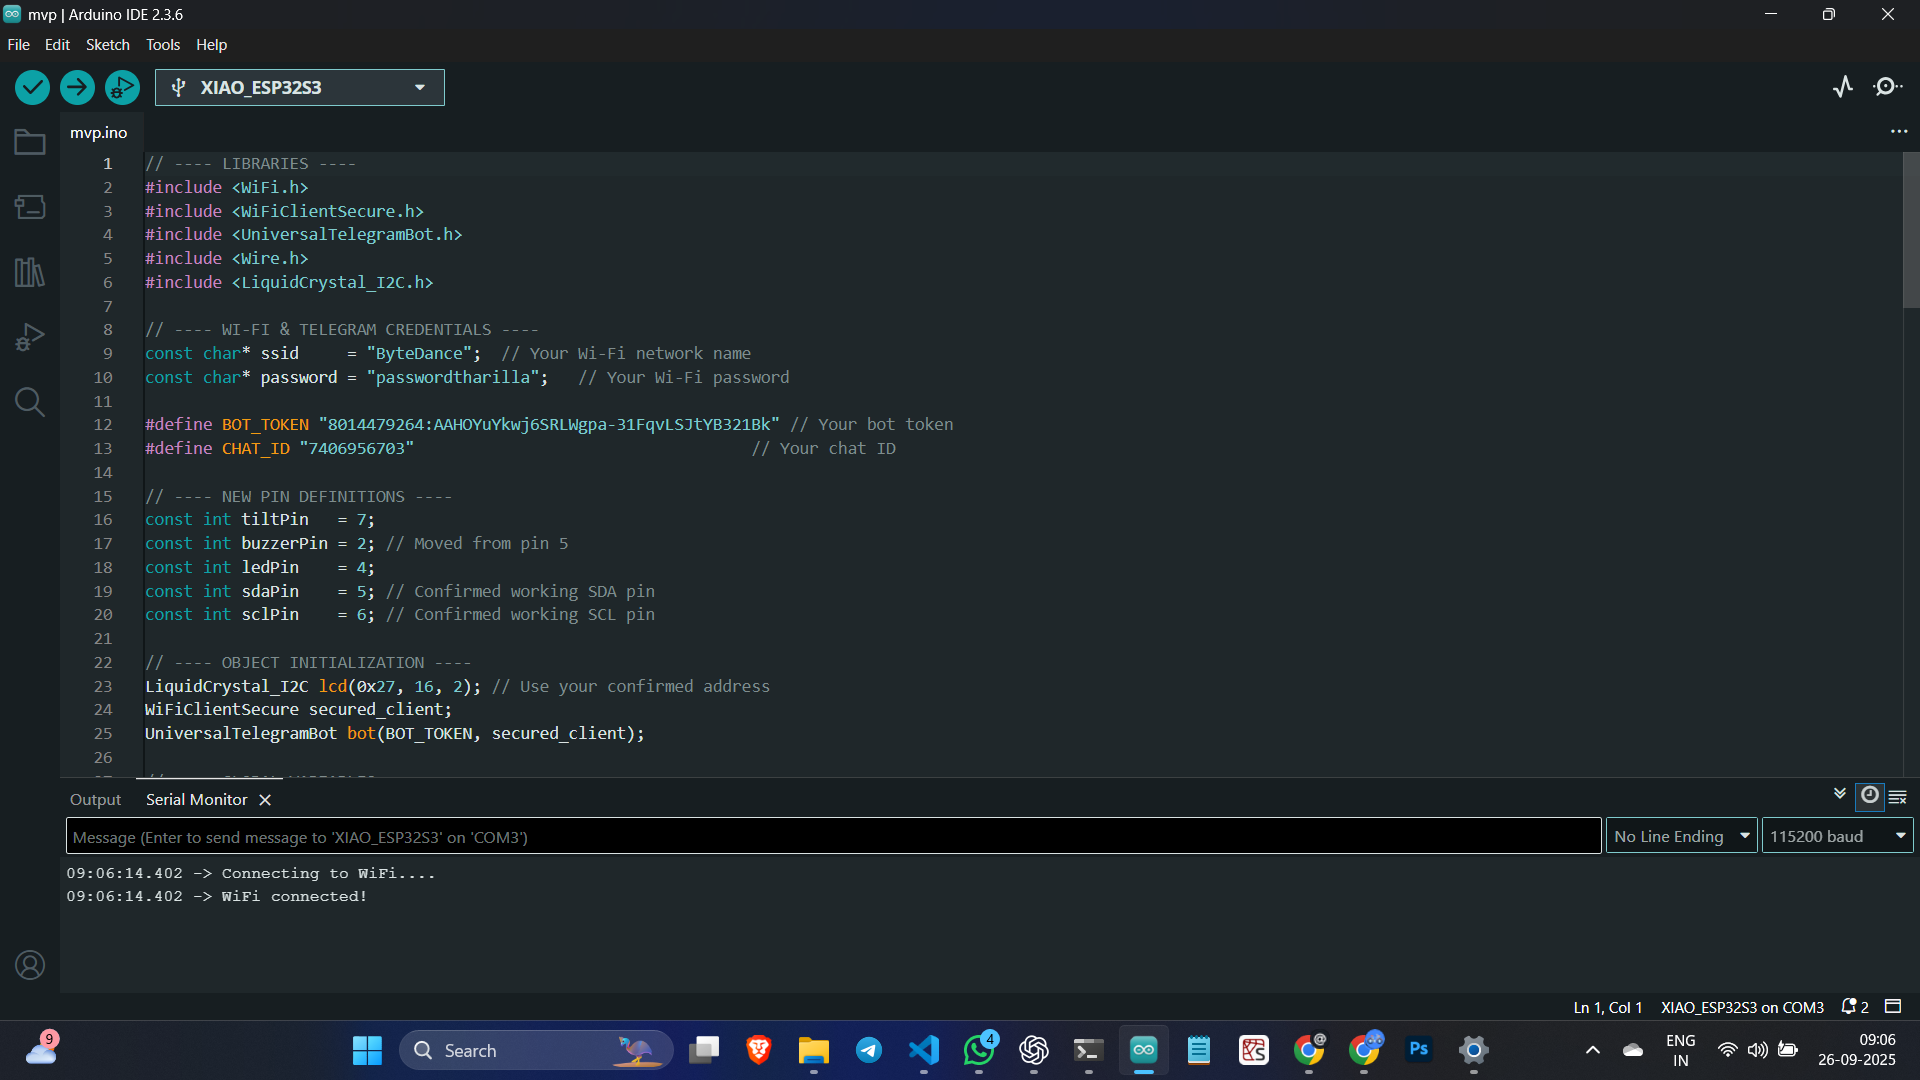 mvp | Arduino IDE 2.3.6
File Edit Sketch Tools Help
XIAO_ESP32S3
mvp.ino
1 // ---- LIBRARIES ----
2 #include <WiFi.h>
3 #include <WiFiClientSecure.h>
4 #include <UniversalTelegramBot.h>
5 #include <Wire.h>
6 #include <LiquidCrystal_I2C.h>
7
8 // ---- WI-FI & TELEGRAM CREDENTIALS ----
9 const char* ssid     = "ByteDance";  // Your Wi-Fi network name
10 const char* password = "passwordtharilla";   // Your Wi-Fi password
11
12 #define BOT_TOKEN "8014479264:AAHOYuYkwj6SRLWgpa-31FqvLSJtYB321Bk" // Your bot token
13 #define CHAT_ID "7406956703"                                   // Your chat ID
14
15 // ---- NEW PIN DEFINITIONS ----
16 const int tiltPin   = 7;
17 const int buzzerPin = 2; // Moved from pin 5
18 const int ledPin    = 4;
19 const int sdaPin    = 5; // Confirmed working SDA pin
20 const int sclPin    = 6; // Confirmed working SCL pin
21
22 // ---- OBJECT INITIALIZATION ----
23 LiquidCrystal_I2C lcd(0x27, 16, 2); // Use your confirmed address
24 WiFiClientSecure secured_client;
25 UniversalTelegramBot bot(BOT_TOKEN, secured_client);
26
Output Serial Monitor
Message (Enter to send message to 'XIAO_ESP32S3' on 'COM3')
No Line Ending 115200 baud
09:06:14.402 -> Connecting to WiFi....
09:06:14.402 -> WiFi connected!
Ln 1, Col 1 XIAO_ESP32S3 on COM3 2
9
Search
4
Ps
ENG
IN
09:06
26-09-2025